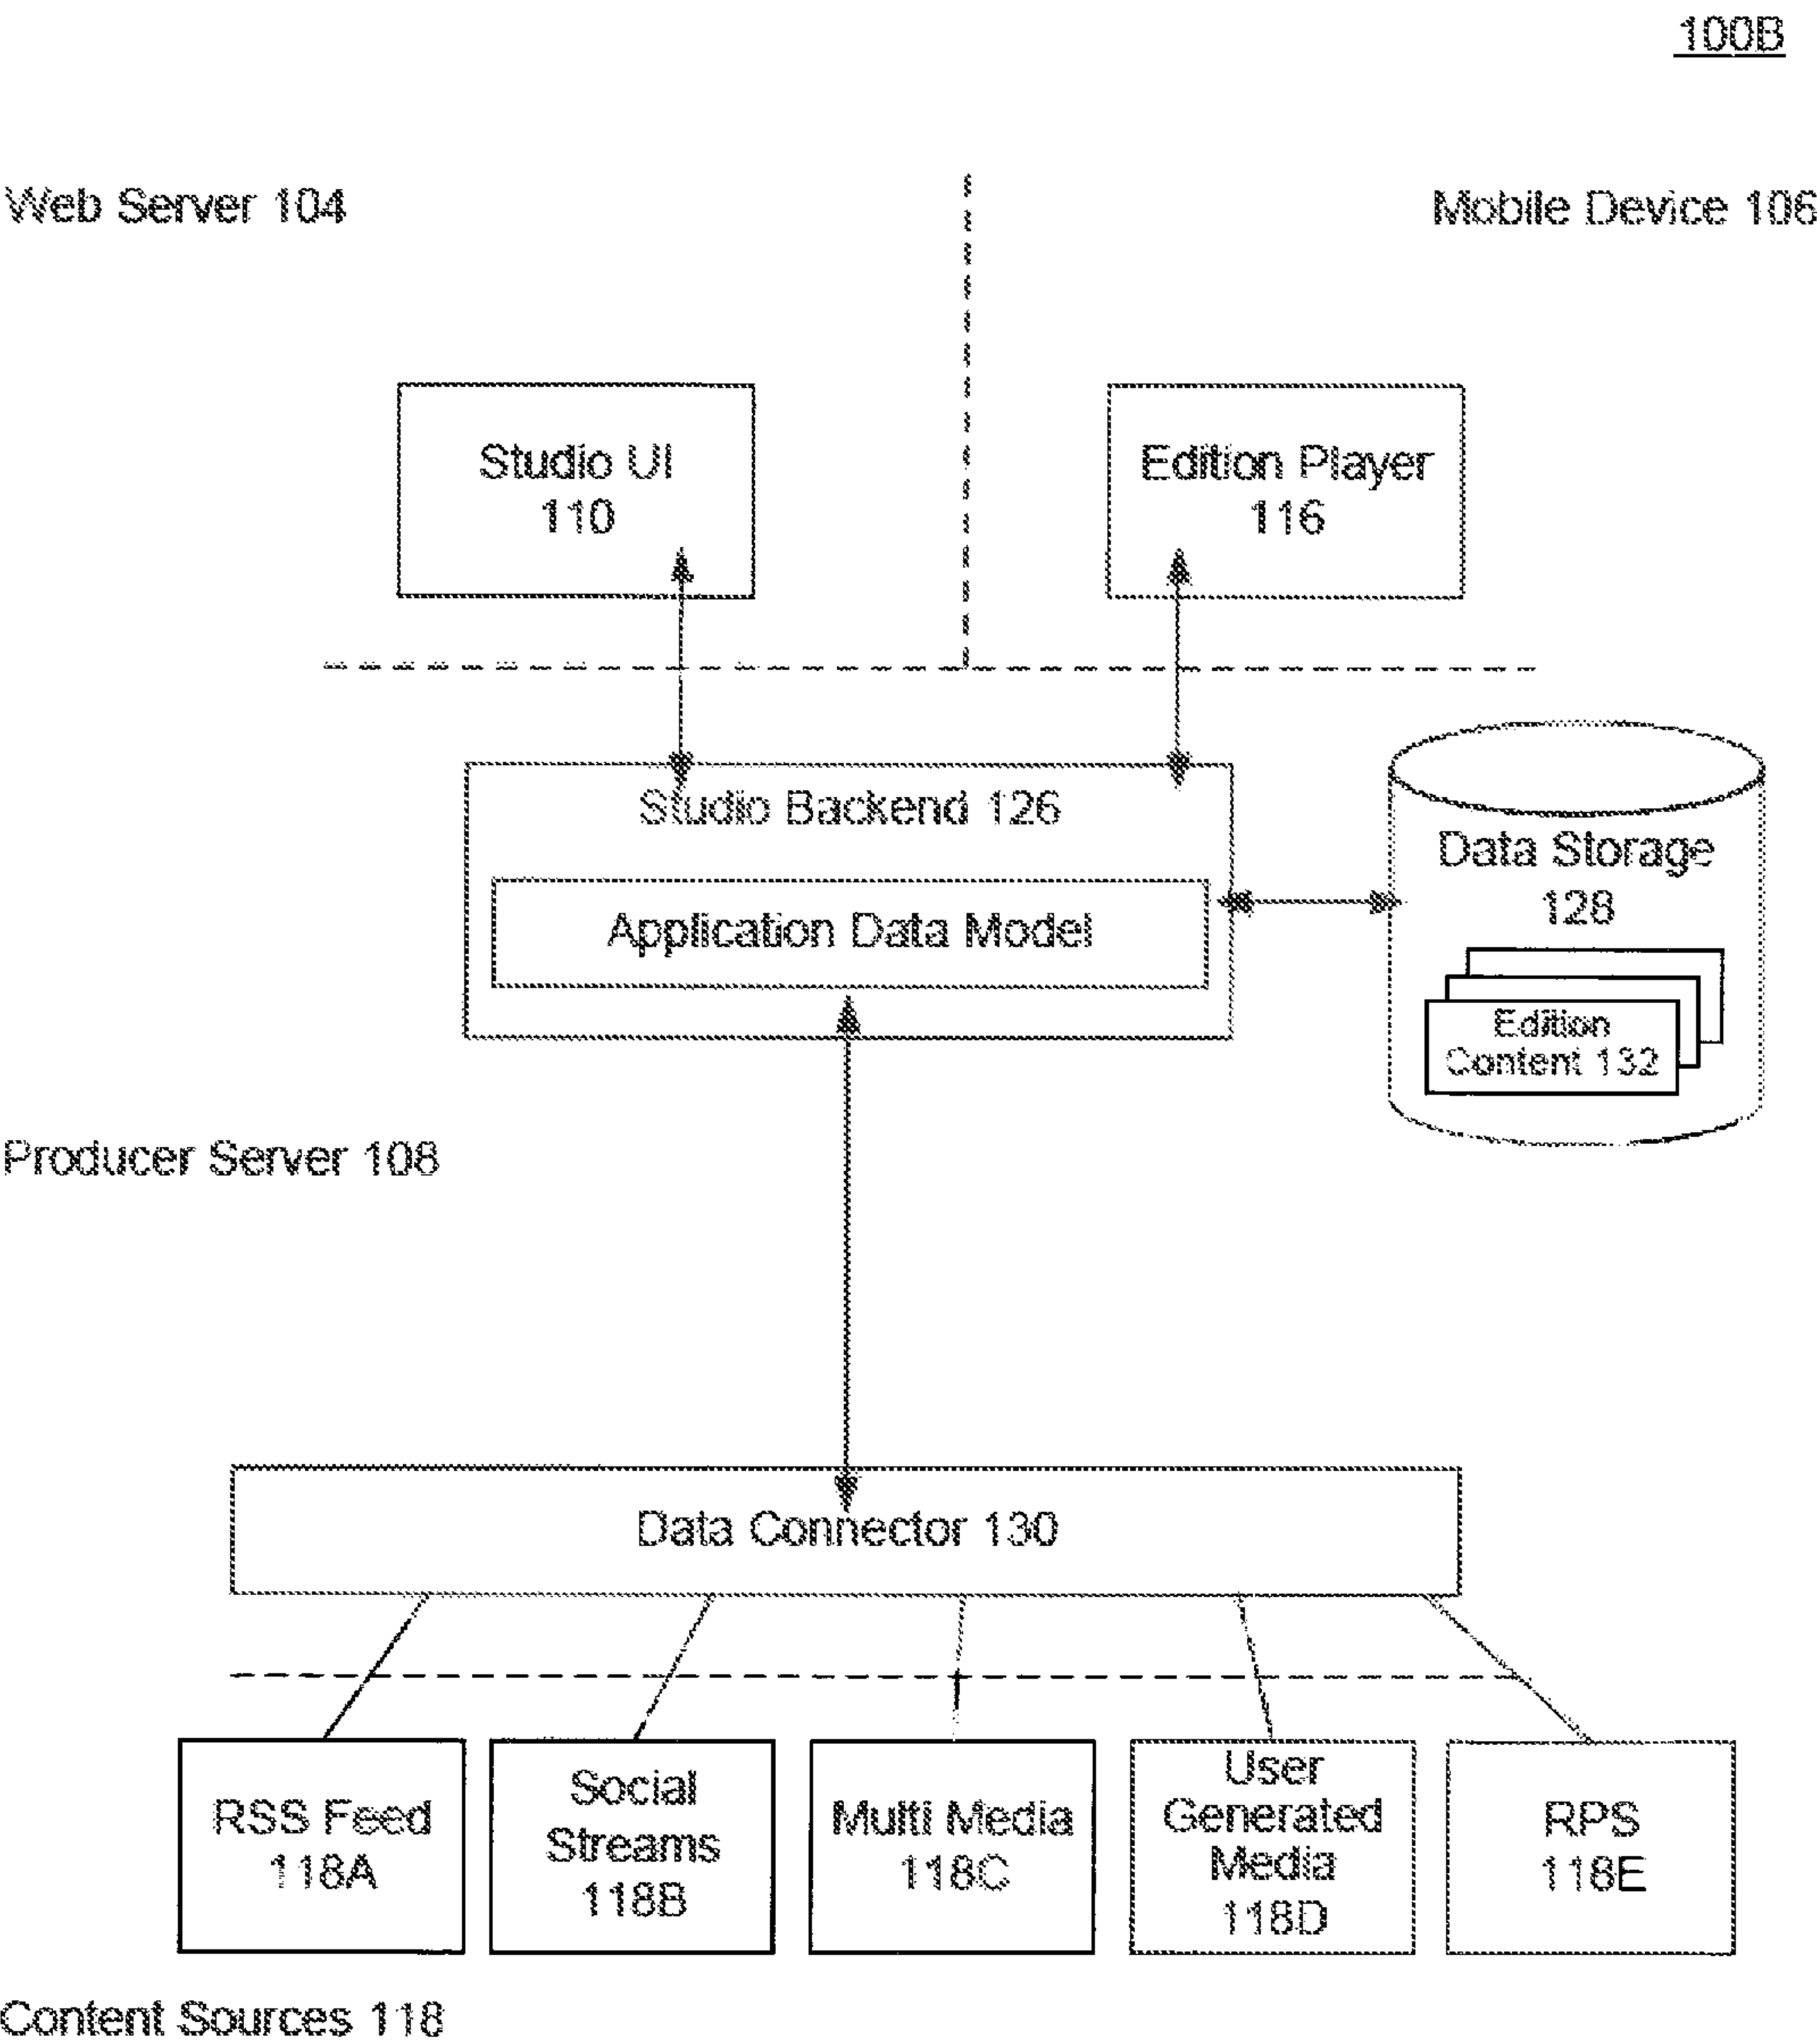 100B
Web Server 104
Mobile Device 106
Studio UI
110
Edition Player
116
Studio Backend 126
Application Data Model
Data Storage
128
Edition
Content 132
Producer Server 108
Data Connector 130
RSS Feed
118A
Social
Streams
118B
Multi Media
118C
User
Generated
Media
118D
RPS
118E
Content Sources 118